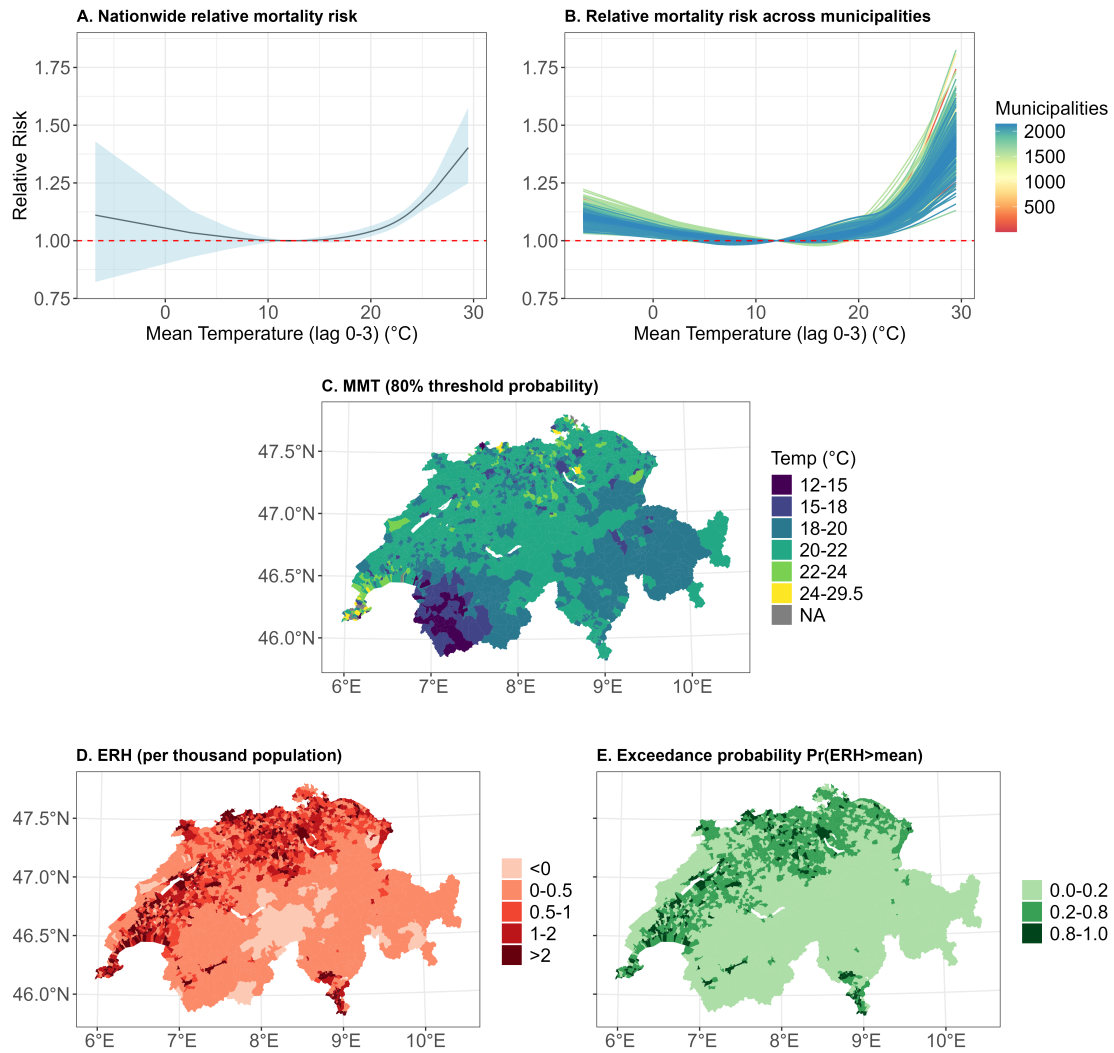 A. Nationwide relative mortality risk
B. Relative mortality risk across municipalities
Relative Risk
1.75
1.50
1.25
1.00
0.75
0
10
20
30
Mean Temperature (lag 0-3) (°C)
1.75
1.50
1.25
1.00
0.75
0
10
20
30
Mean Temperature (lag 0-3) (°C)
Municipalities
2000
1500
1000
500
C. MMT (80% threshold probability)
47.5°N
47.0°N
46.5°N
46.0°N
6°E
7°E
8°E
9°E
10°E
Temp (°C)
12-15
15-18
18-20
20-22
22-24
24-29.5
NA
D. ERH (per thousand population)
47.5°N
47.0°N
46.5°N
46.0°N
6°E
7°E
8°E
9°E
10°E
<0
0-0.5
0.5-1
1-2
>2
E. Exceedance probability Pr(ERH>mean)
6°E
7°E
8°E
9°E
10°E
0.0-0.2
0.2-0.8
0.8-1.0